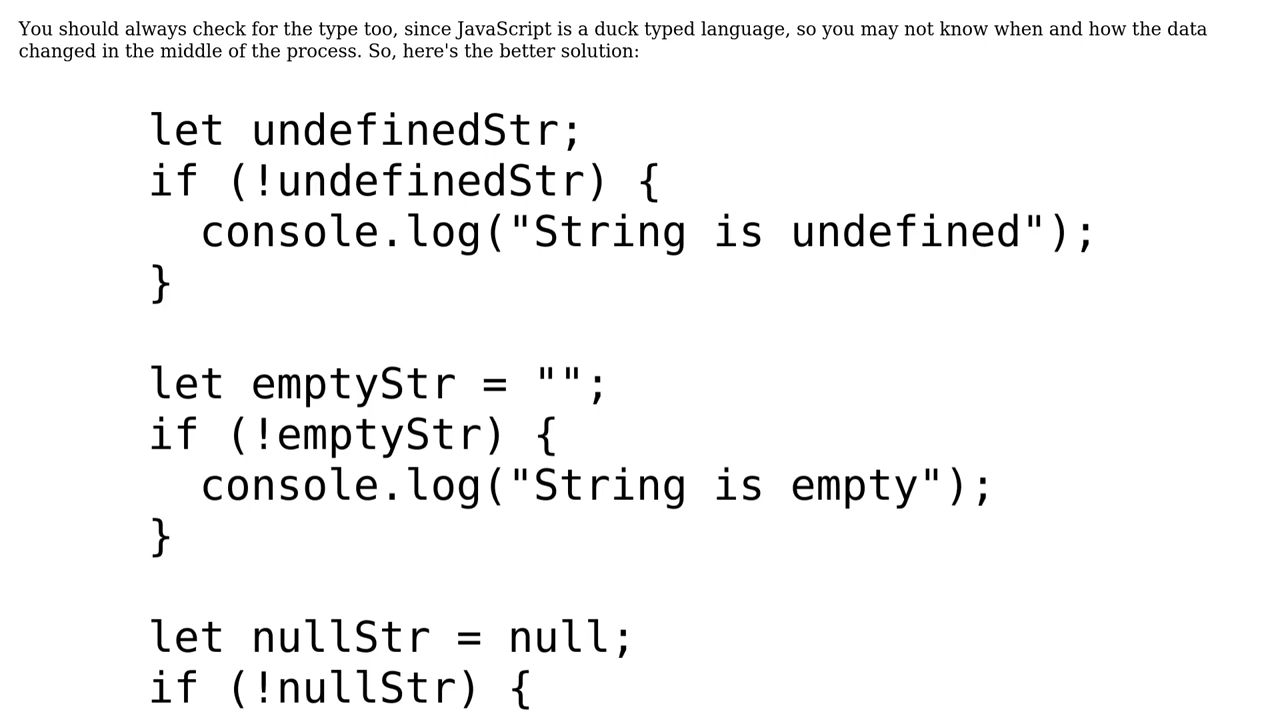 You should always check for the type too, since JavaScript is a duck typed language, so you may not know when and how the data
changed in the middle of the process. So, here's the better solution:
let undefinedStr;
if (!undefinedStr) {
  console.log("String is undefined");
}
let emptyStr = "";
if (!emptyStr) {
  console.log("String is empty");
}
let nullStr = null;
if (!nullStr) {